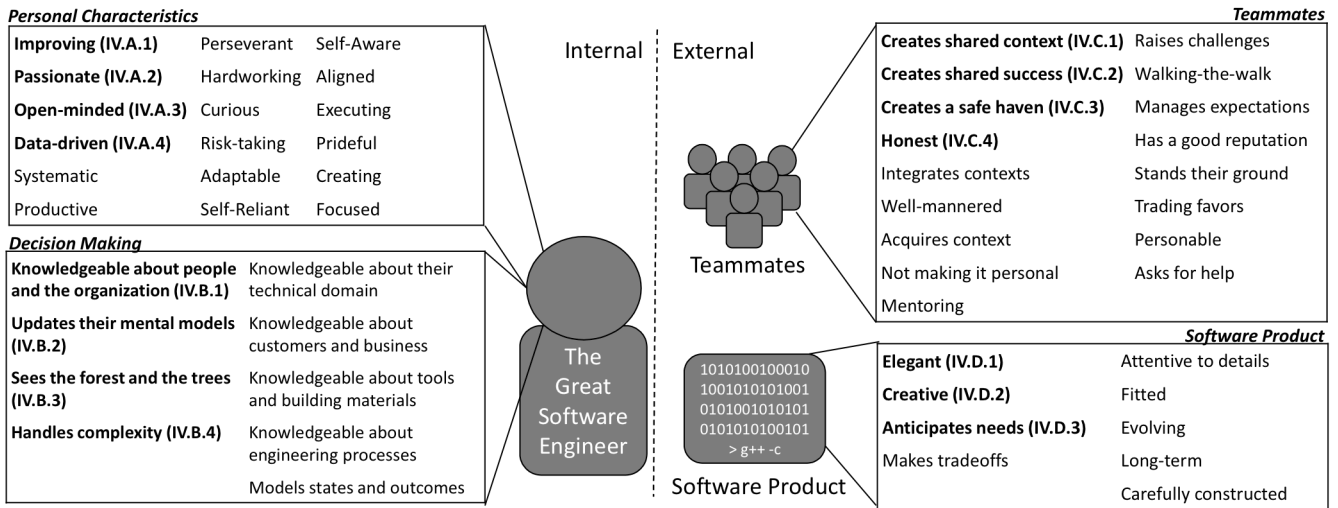 Personal Characteristics
Improving (IV.A.1) Perseverant Self-Aware
Passionate (IV.A.2) Hardworking Aligned
Open-minded (IV.A.3) Curious Executing
Data-driven (IV.A.4) Risk-taking Prideful
Systematic Adaptable Creating
Productive Self-Reliant Focused
Decision Making
Knowledgeable about people
and the organization (IV.B.1)
Updates their mental models
(IV.B.2)
Sees the forest and the trees
(IV.B.3)
Handles complexity (IV.B.4)
Knowledgeable about their
technical domain
Knowledgeable about
customers and business
Knowledgeable about tools
and building materials
Knowledgeable about
engineering processes
Models states and outcomes
Internal
The
Great
Software
Engineer
External
Teammates
1010100100010
1001010101001
0101001010101
0101010100101
> g++ -c
Software Product
Teammates
Creates shared context (IV.C.1) Raises challenges
Creates shared success (IV.C.2) Walking-the-walk
Creates a safe haven (IV.C.3) Manages expectations
Honest (IV.C.4) Has a good reputation
Integrates contexts Stands their ground
Well-mannered Trading favors
Acquires context Personable
Not making it personal Asks for help
Mentoring
Software Product
Elegant (IV.D.1) Attentive to details
Creative (IV.D.2) Fitted
Anticipates needs (IV.D.3) Evolving
Makes tradeoffs Long-term
Carefully constructed